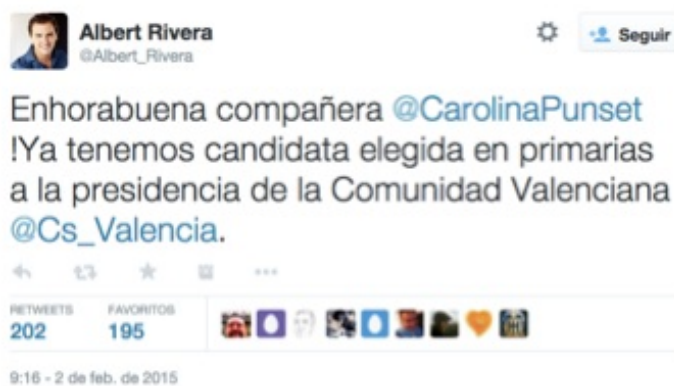 Albert Rivera
@Albert_Rivera
Seguir
Enhorabuena compañera @CarolinaPunset
!Ya tenemos candidata elegida en primarias
a la presidencia de la Comunidad Valenciana
@Cs_Valencia.
RETWEETS FAVORITOS
202 195
9:16 - 2 de feb. de 2015